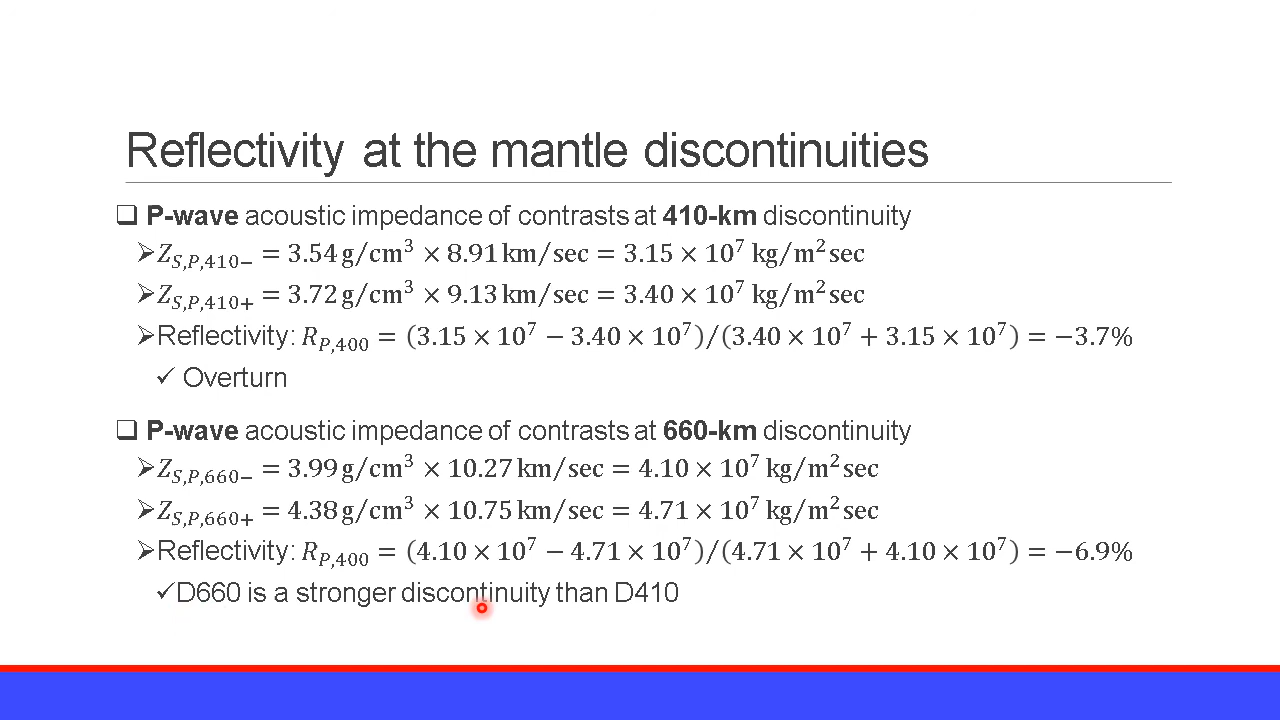 Reflectivity at the mantle discontinuities
❑ P-wave acoustic impedance of contrasts at 410-km discontinuity
➢ Z_{S,P,410−} = 3.54 g/cm³ × 8.91 km/sec = 3.15 × 10⁷ kg/m²sec
➢ Z_{S,P,410+} = 3.72 g/cm³ × 9.13 km/sec = 3.40 × 10⁷ kg/m²sec
➢ Reflectivity: R_{P,400} = (3.15 × 10⁷ − 3.40 × 10⁷)/(3.40 × 10⁷ + 3.15 × 10⁷) = −3.7%
✓ Overturn
❑ P-wave acoustic impedance of contrasts at 660-km discontinuity
➢ Z_{S,P,660−} = 3.99 g/cm³ × 10.27 km/sec = 4.10 × 10⁷ kg/m²sec
➢ Z_{S,P,660+} = 4.38 g/cm³ × 10.75 km/sec = 4.71 × 10⁷ kg/m²sec
➢ Reflectivity: R_{P,400} = (4.10 × 10⁷ − 4.71 × 10⁷)/(4.71 × 10⁷ + 4.10 × 10⁷) = −6.9%
✓ D660 is a stronger discontinuity than D410